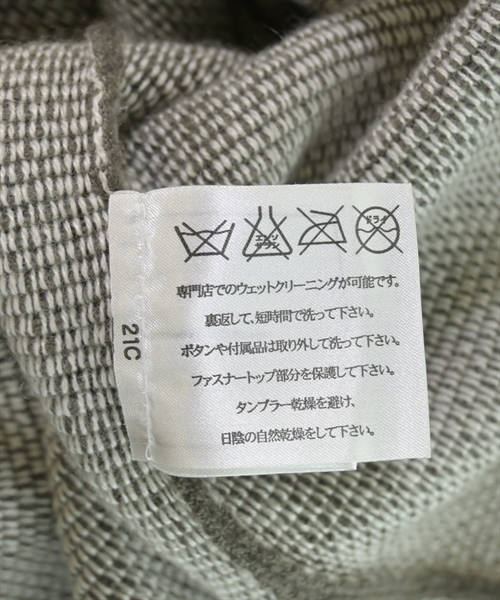 エンソ
サラシ
ドライ
専門店でのウェットクリーニングが可能です。
裏返して、短時間で洗って下さい。
ボタンや付属品は取り外して洗って下さい。
ファスナートップ部分を保護して下さい。
タンブラー乾燥を避け、
日陰の自然乾燥をして下さい。
21C